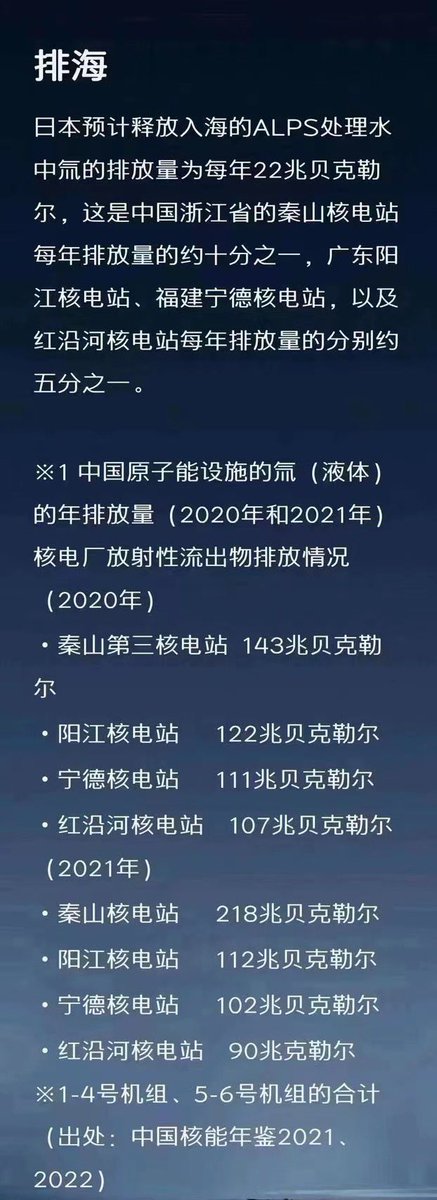 排海
日本预计释放入海的ALPS处理水
中氚的排放量为每年22兆贝克勒
尔，这是中国浙江省的秦山核电站
每年排放量的约十分之一，广东阳
江核电站、福建宁德核电站，以及
红沿河核电站每年排放量的分别约
五分之一。
※1 中国原子能设施的氚（液体）
的年排放量（2020年和2021年）
核电厂放射性流出物排放情况
（2020年）
・秦山第三核电站 143兆贝克勒
尔
・阳江核电站 122兆贝克勒尔
・宁德核电站 111兆贝克勒尔
・红沿河核电站 107兆贝克勒尔
（2021年）
・秦山核电站 218兆贝克勒尔
・阳江核电站 112兆贝克勒尔
・宁德核电站 102兆贝克勒尔
・红沿河核电站 90兆克勒尔
※1-4号机组、5-6号机组的合计
（出处：中国核能年鉴2021、
2022）